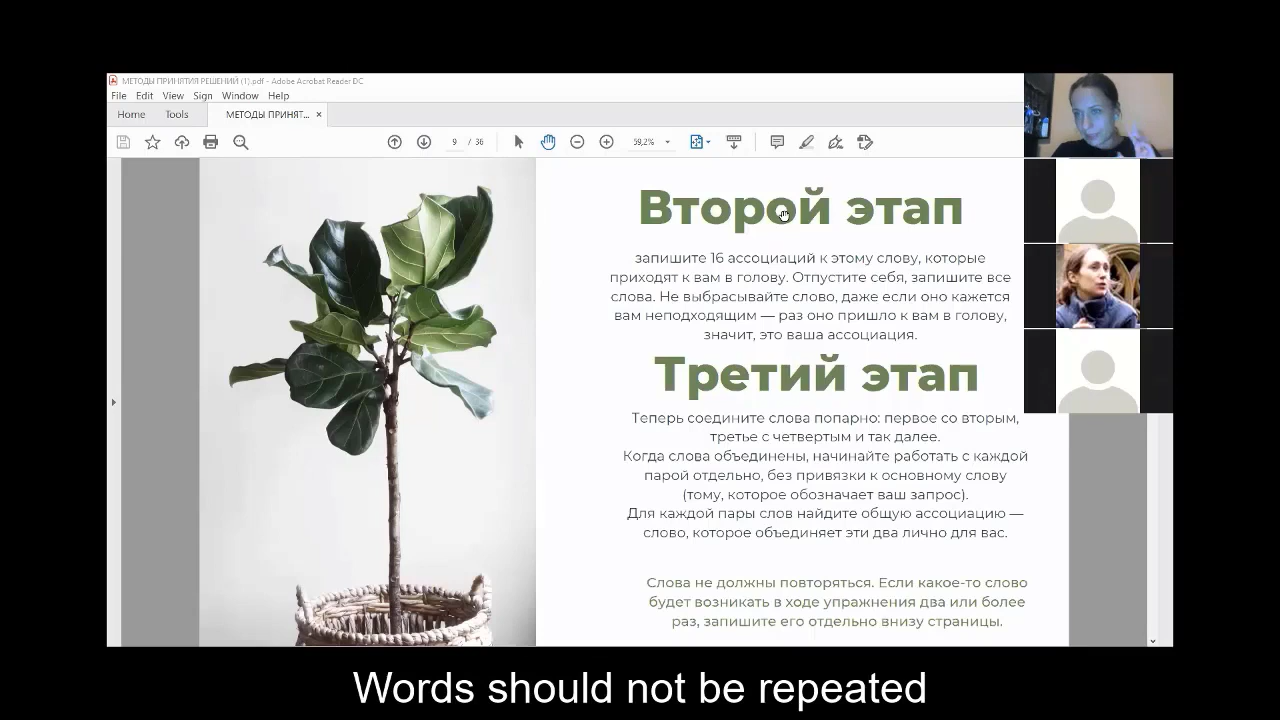 МЕТОДЫ ПРИНЯТИЯ РЕШЕНИЙ (1).pdf - Adobe Acrobat Reader DC
File Edit View Sign Window Help
Home Tools МЕТОДЫ ПРИНЯТ... ×
9 / 36 59,2%
Второй этап
запишите 16 ассоциаций к этому слову, которые
приходят к вам в голову. Отпустите себя, запишите все
слова. Не выбрасывайте слово, даже если оно кажется
вам неподходящим — раз оно пришло к вам в голову,
значит, это ваша ассоциация.
Третий этап
Теперь соедините слова попарно: первое со вторым,
третье с четвертым и так далее.
Когда слова объединены, начинайте работать с каждой
парой отдельно, без привязки к основному слову
(тому, которое обозначает ваш запрос).
Для каждой пары слов найдите общую ассоциацию —
слово, которое объединяет эти два лично для вас.
Слова не должны повторяться. Если какое-то слово
будет возникать в ходе упражнения два или более
раз, запишите его отдельно внизу страницы.
Words should not be repeated